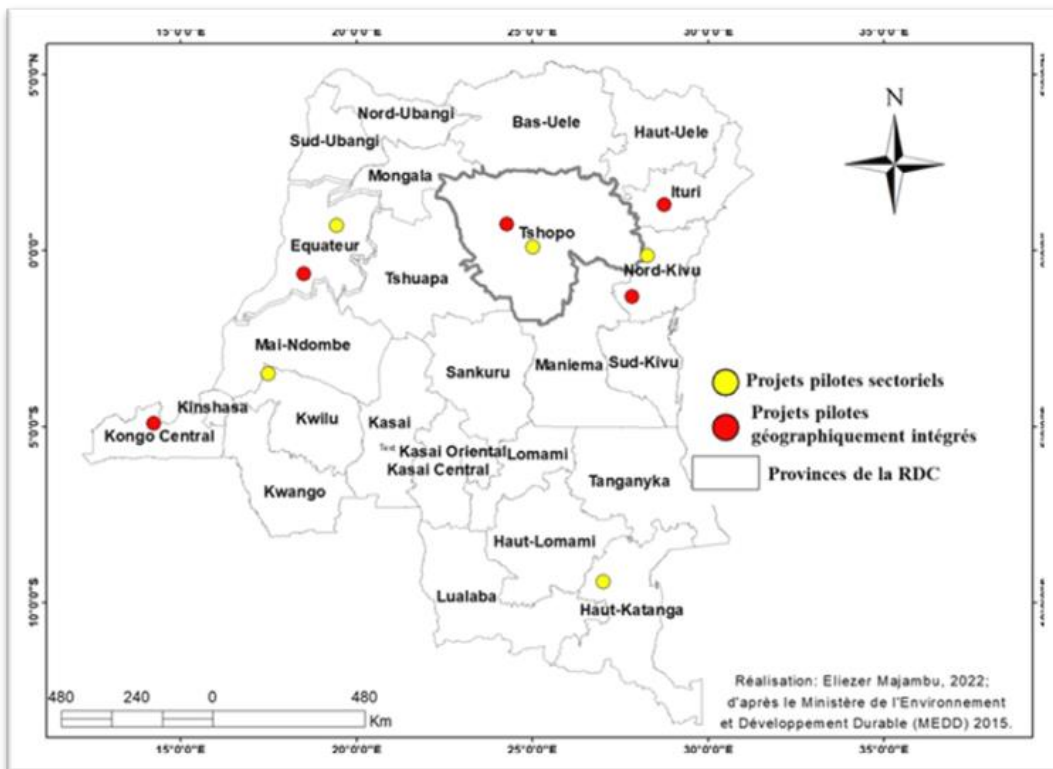 15°0'0"E 20°0'0"E 25°0'0"E 30°0'0"E 35°0'0"E
5°0'0"N
0°0'0"
5°0'0"S
10°0'0"S
N
Nord-Ubangi
Bas-Uele
Haut-Uele
Sud-Ubangi
Mongala
Ituri
Tshopo
Equateur
Nord-Kivu
Tshuapa
Mai-Ndombe
Maniema
Sud-Kivu
Sankuru
Kinshasa
Kwilu
Kasai
Kongo Central
Kasai Oriental
Lomami
Kasai Central
Kwango
Tanganyka
Haut-Lomami
Lualaba
Haut-Katanga
Projets pilotes sectoriels
Projets pilotes
géographiquement intégrés
Provinces de la RDC
480 240 0 480
Km
Réalisation: Eliezer Majambu, 2022;
d'après le Ministère de l'Environnement
et Développement Durable (MEDD) 2015.
15°0'0"E 20°0'0"E 25°0'0"E 30°0'0"E 35°0'0"E